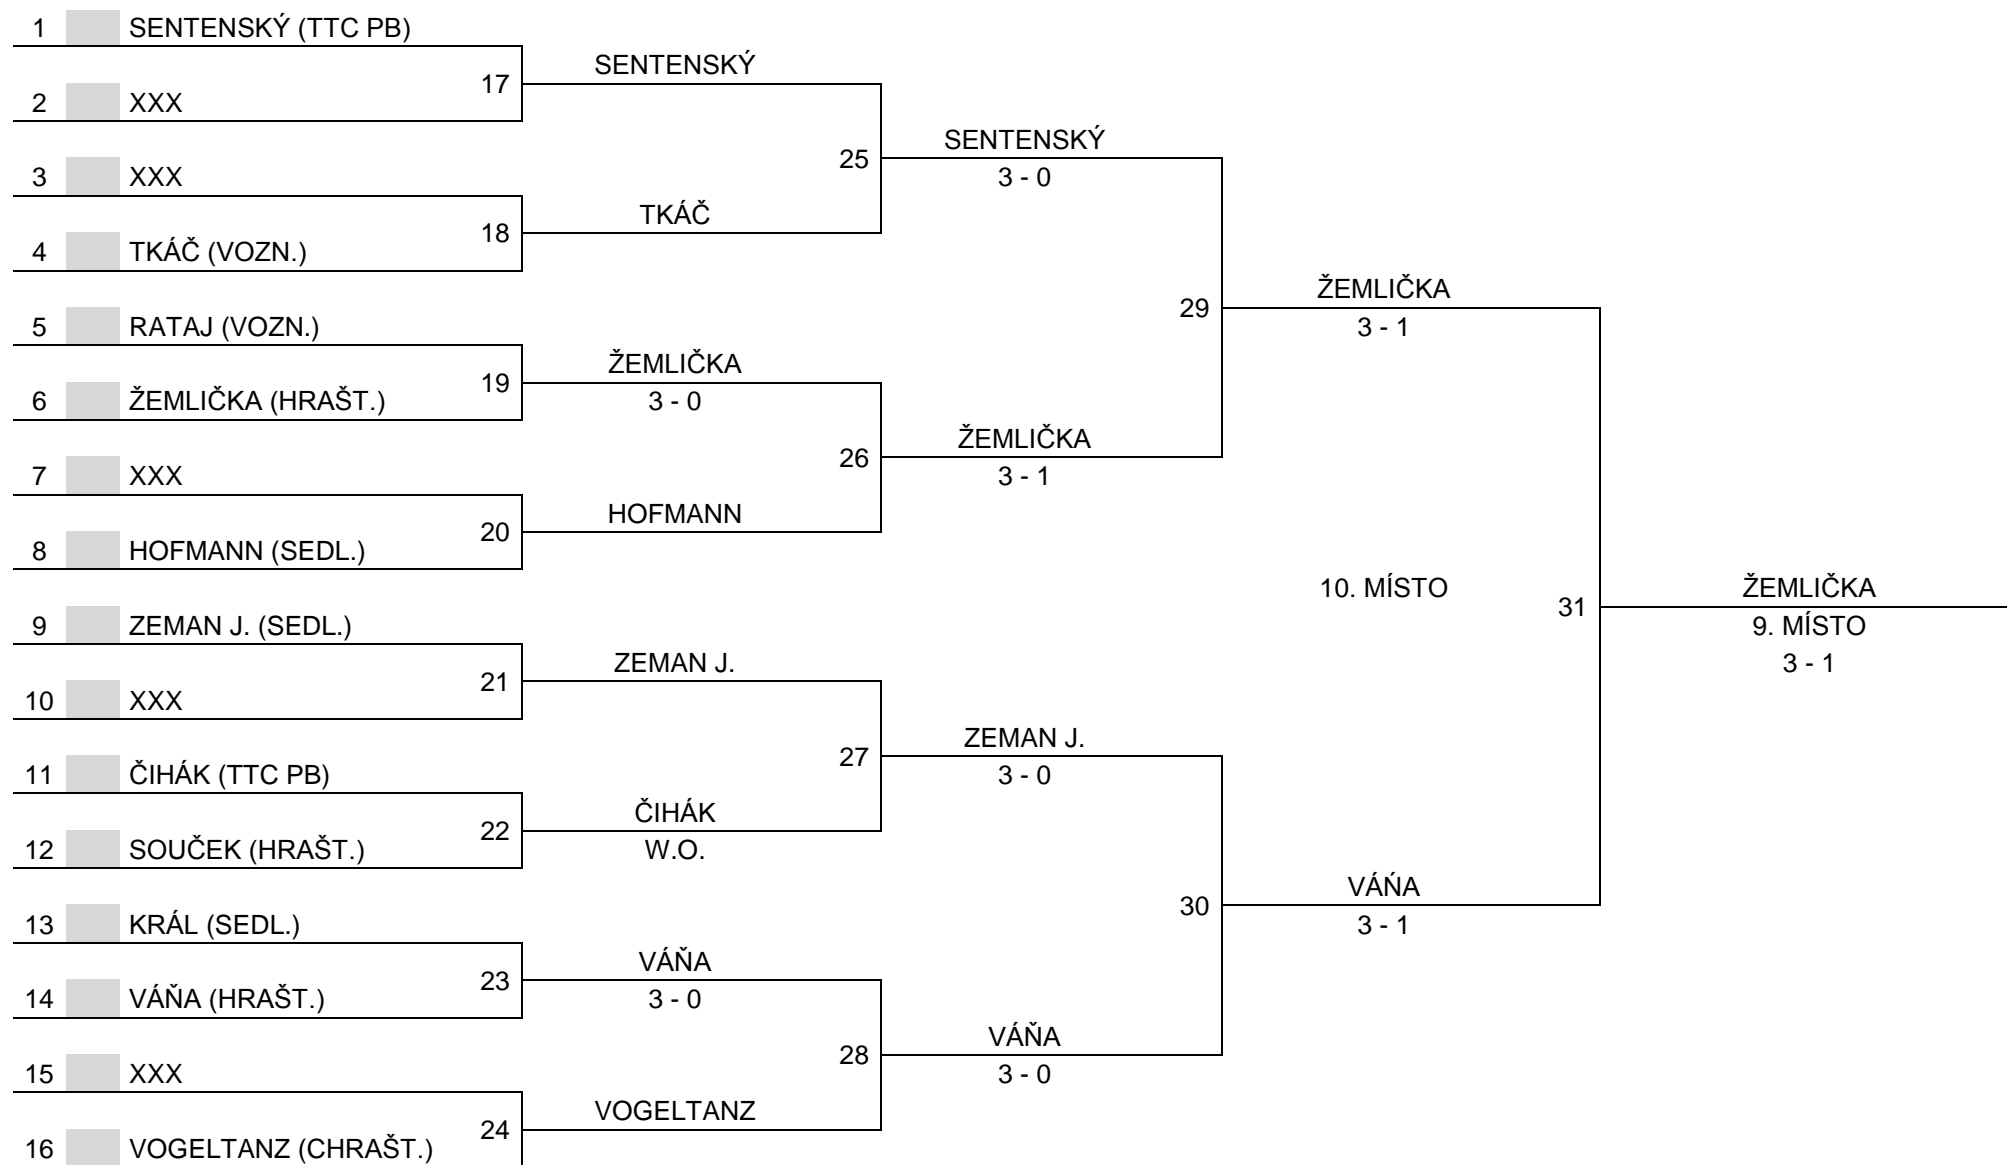 1 SENTENSKÝ (TTC PB)
SENTENSKÝ
17
2 XXX
SENTENSKÝ
25
3 XXX
3 - 0
TKÁČ
18
4 TKÁČ (VOZN.)
ŽEMLIČKA
29
5 RATAJ (VOZN.)
3 - 1
ŽEMLIČKA
19
6 ŽEMLIČKA (HRAŠT.)
3 - 0
ŽEMLIČKA
26
7 XXX
3 - 1
HOFMANN
20
8 HOFMANN (SEDL.)
10. MÍSTO
31
ŽEMLIČKA
9 ZEMAN J. (SEDL.)
9. MÍSTO
ZEMAN J.
3 - 1
21
10 XXX
ZEMAN J.
27
11 ČIHÁK (TTC PB)
3 - 0
ČIHÁK
22
12 SOUČEK (HRAŠT.)
W.O.
VÁŃA
30
13 KRÁL (SEDL.)
3 - 1
VÁŇA
23
14 VÁŇA (HRAŠT.)
3 - 0
VÁŇA
28
15 XXX
3 - 0
VOGELTANZ
24
16 VOGELTANZ (CHRAŠT.)